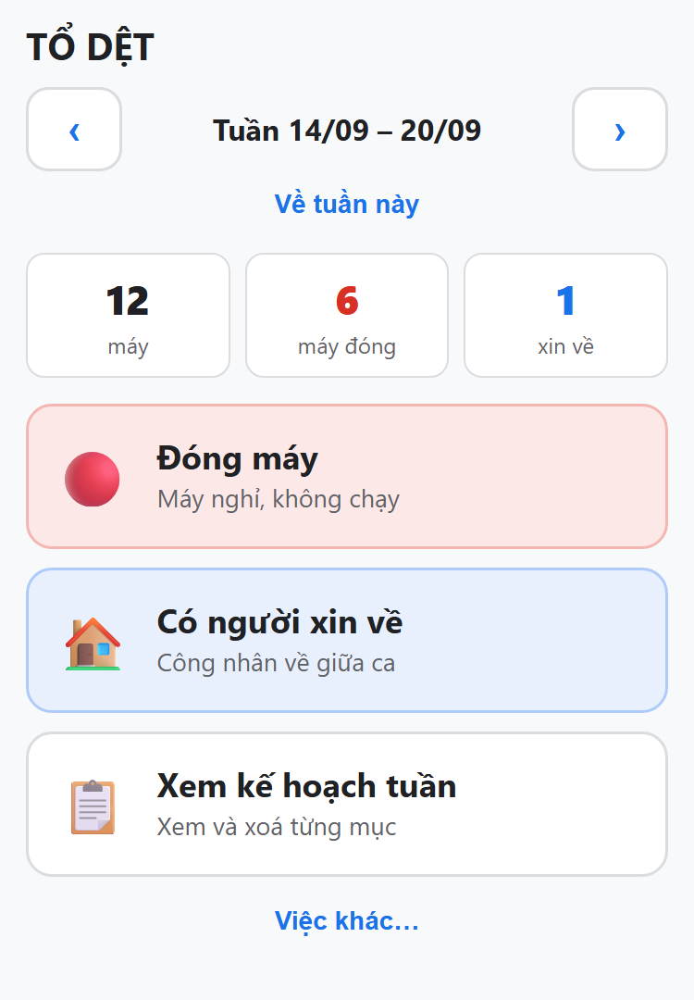 TỔ DỆT
‹
Tuần 14/09 – 20/09
›
Về tuần này
12
máy
6
máy đóng
1
xin về
Đóng máy
Máy nghỉ, không chạy
Có người xin về
Công nhân về giữa ca
Xem kế hoạch tuần
Xem và xoá từng mục
Việc khác…